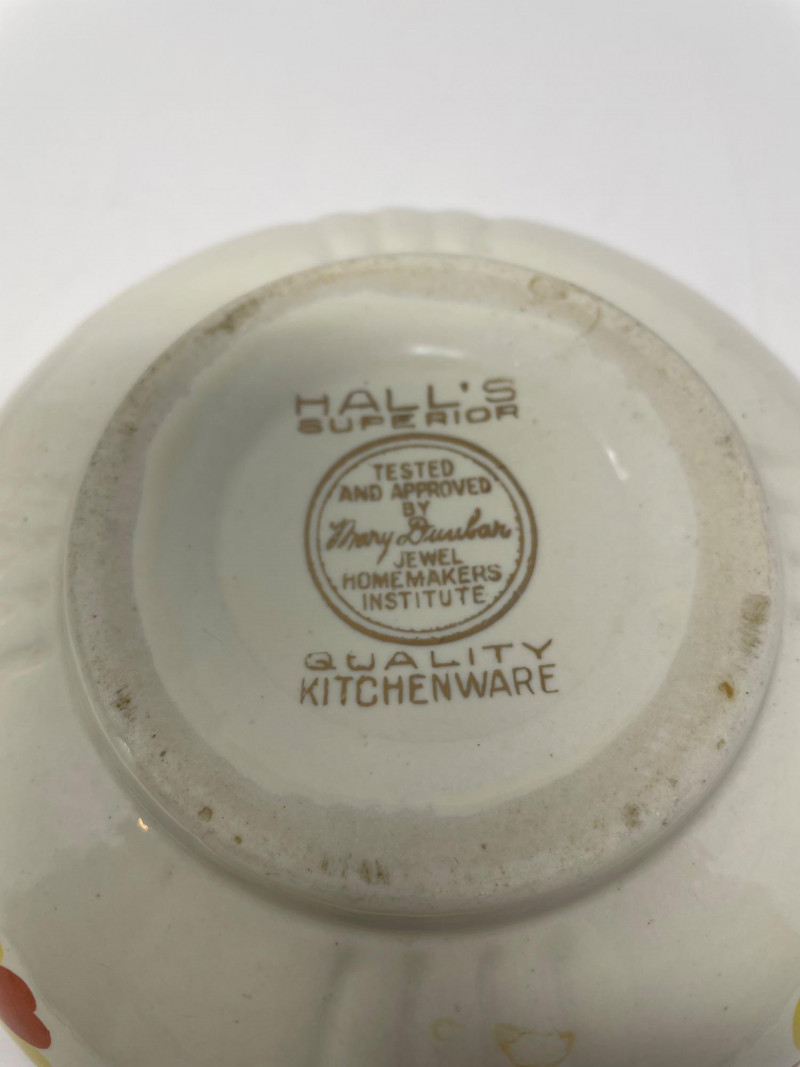 HALL'S
SUPERIOR
TESTED
AND APPROVED
BY
Mary Dunbar
JEWEL
HOMEMAKERS
INSTITUTE
QUALITY
KITCHENWARE